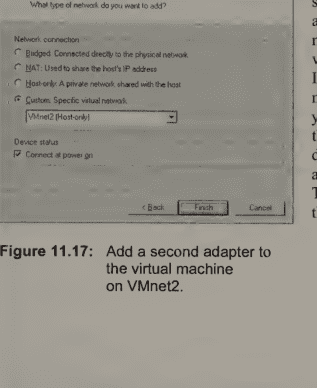 What type of network do you want to add?
Network connection
Bridged: Connected directly to the physical network
NAT: Used to share the host's IP address
Host-only: A private network shared with the host
Custom: Specific virtual network
VMnet2 (Host-only)
Device status
Connect at power on
< Back Finish Cancel
Figure 11.17: Add a second adapter to
the virtual machine
on VMnet2.